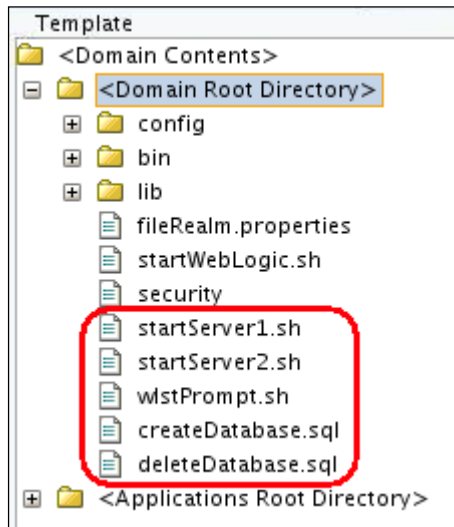 Template
<Domain Contents>
<Domain Root Directory>
config
bin
lib
fileRealm.properties
startWebLogic.sh
security
startServer1.sh
startServer2.sh
wlstPrompt.sh
createDatabase.sql
deleteDatabase.sql
<Applications Root Directory>